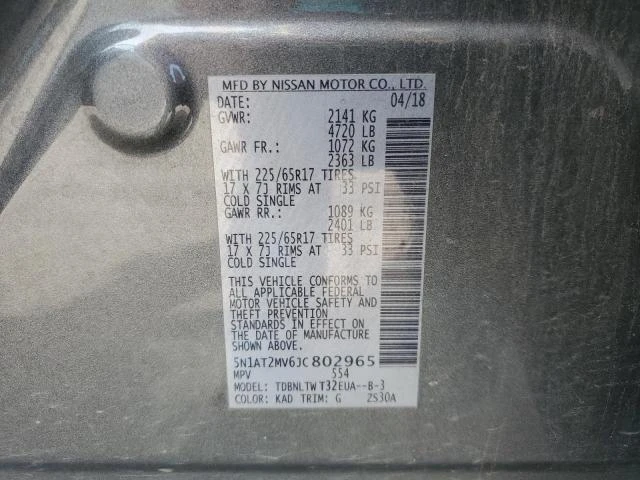 MFD BY NISSAN MOTOR CO., LTD.
DATE: 04/18
GVWR: 2141 KG
4720 LB
GAWR FR.: 1072 KG
2363 LB
WITH 225/65R17 TIRES
17 X 7J RIMS AT 33 PSI
COLD SINGLE
GAWR RR.: 1089 KG
2401 LB
WITH 225/65R17 TIRES
17 X 7J RIMS AT 33 PSI
COLD SINGLE
THIS VEHICLE CONFORMS TO
ALL APPLICABLE FEDERAL
MOTOR VEHICLE SAFETY AND
THEFT PREVENTION
STANDARDS IN EFFECT ON
THE DATE OF MANUFACTURE
SHOWN ABOVE.
5N1AT2MV6JC802965
MPV 554
MODEL: TDBNLTW T32EUA--B-3
COLOR: KAD TRIM: G ZS30A